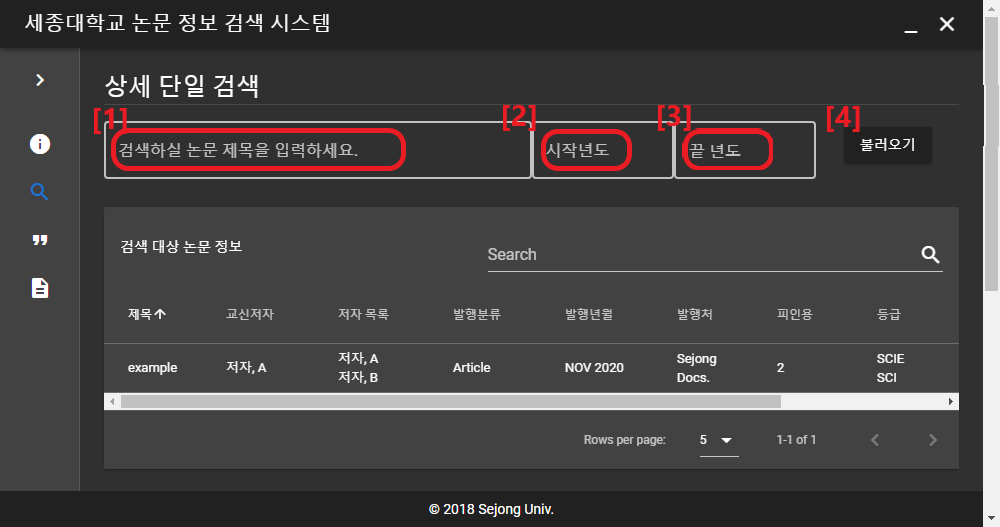 세종대학교 논문 정보 검색 시스템
상세 단일 검색
[1] [2] [3] [4]
검색하실 논문 제목을 입력하세요. 시작년도 끝 년도 불러오기
검색 대상 논문 정보 Search
제목 교신저자 저자 목록 발행분류 발행년월 발행처 피인용 등급
example 저자, A 저자, A Article NOV 2020 Sejong 2 SCIE
저자, B Docs. SCI
Rows per page: 5 1-1 of 1
© 2018 Sejong Univ.